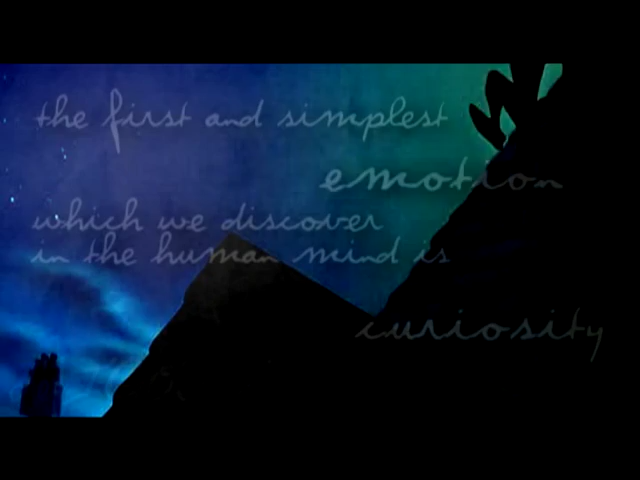 the first and simplest
emotion
which we discover
in the human mind is
curiosity